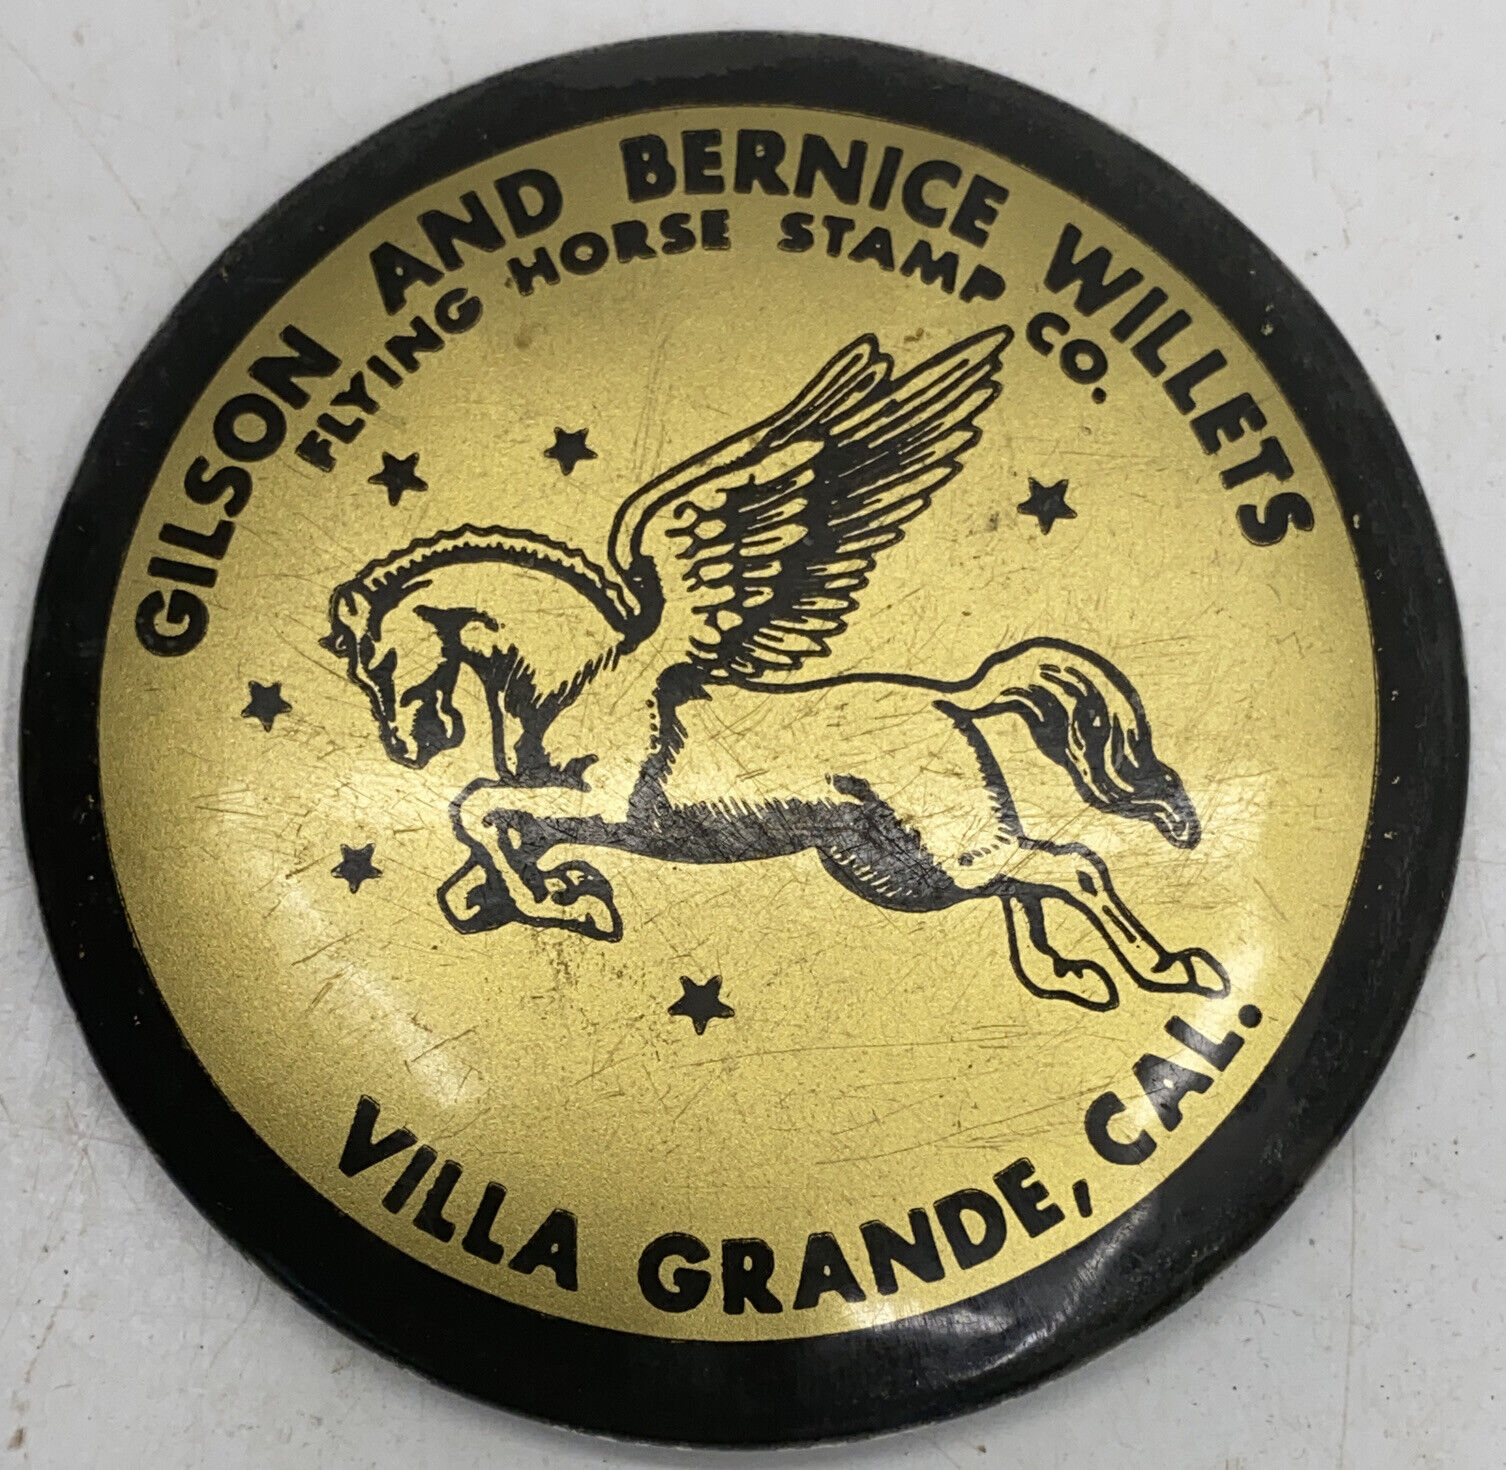 GILSON AND BERNICE WILLETS
FLYING HORSE STAMP CO.
VILLA GRANDE, CAL.